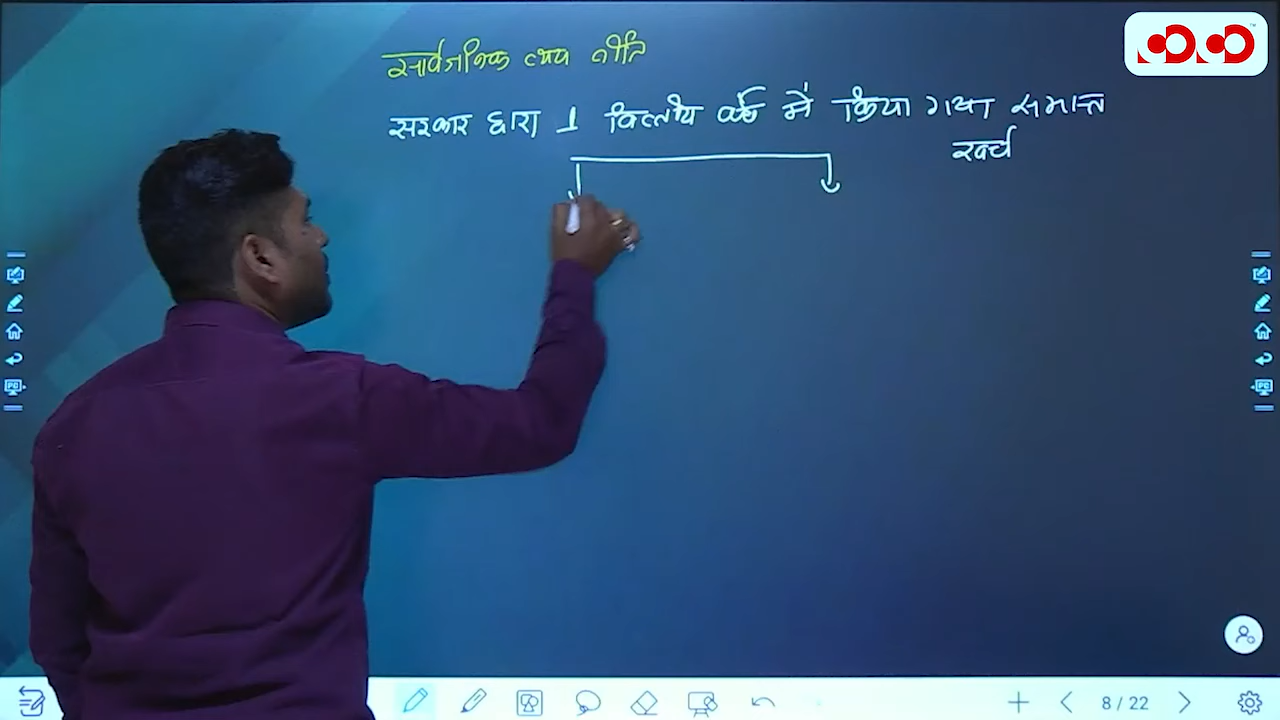 सार्वजनिक व्यय नीति
सरकार द्वारा 1 वित्तीय वर्ष में किया गया समस्त
खर्च
8 / 22